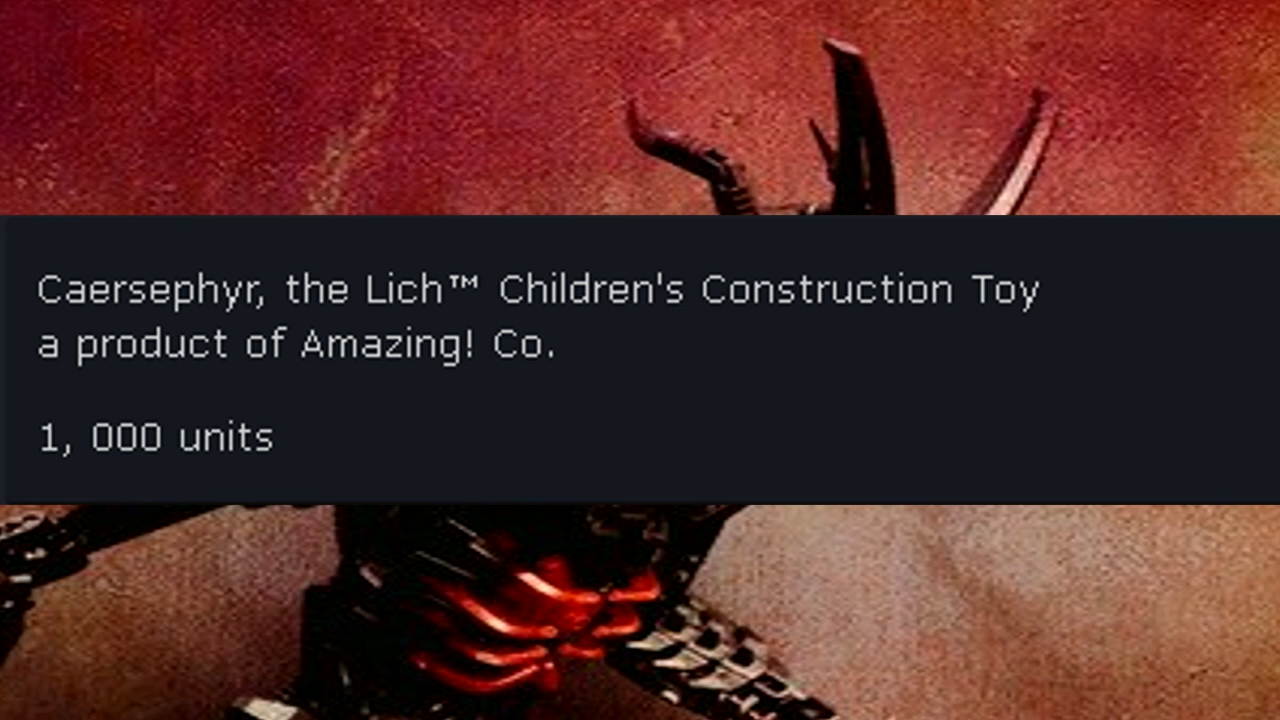 Caersephyr, the Lich™ Children's Construction Toy
a product of Amazing! Co.
1, 000 units